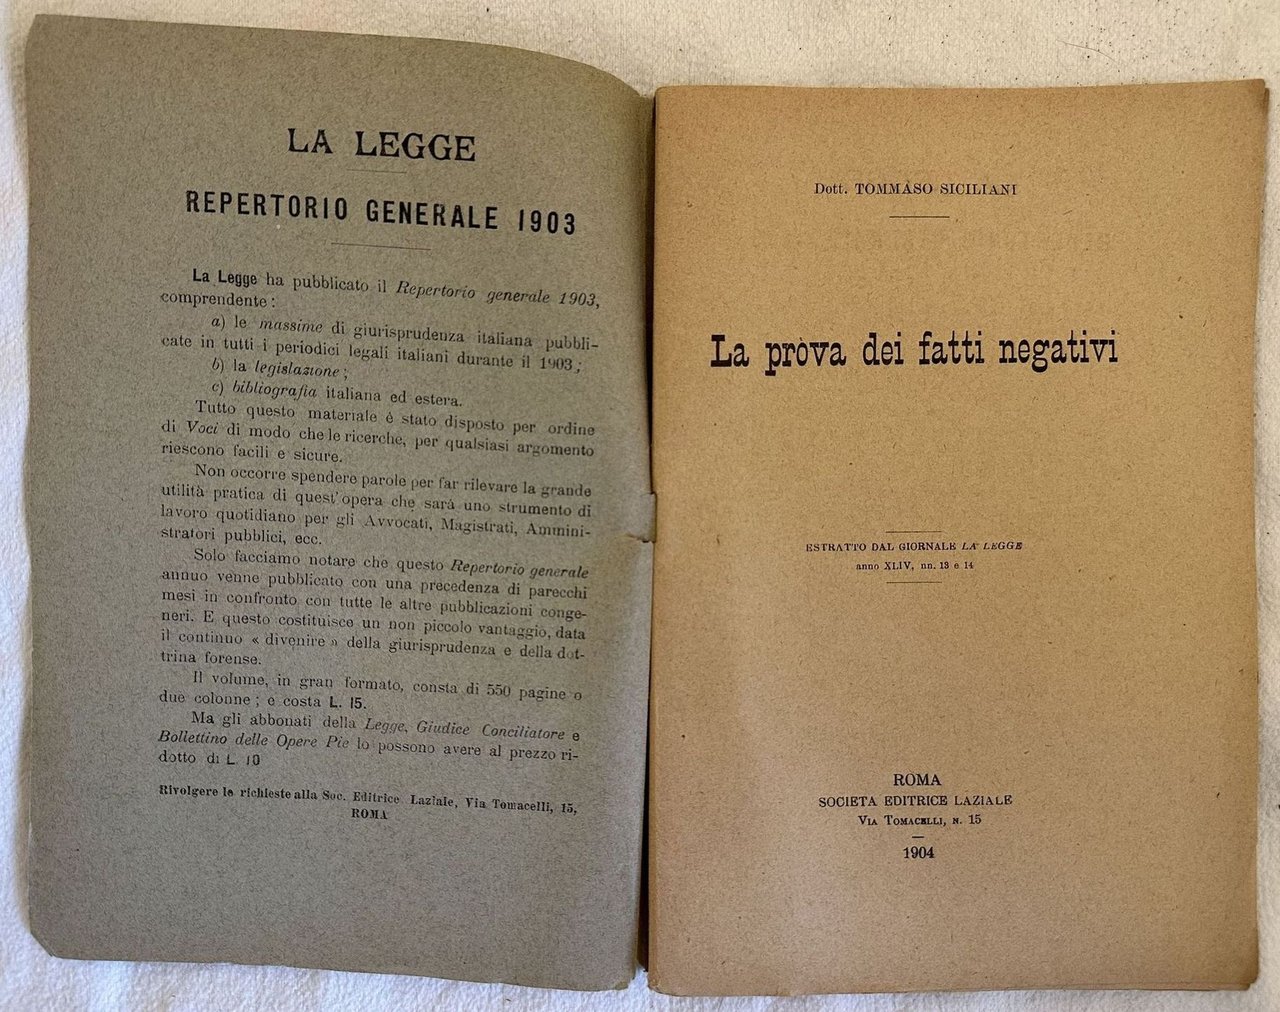 LA LEGGE
REPERTORIO GENERALE 1903
La Legge ha pubblicato il Repertorio generale 1903,
comprendente:
a) le massime di giurisprudenza italiana pubbli-
cate in tutti i periodici legali italiani durante il 1903;
b) la legislazione;
c) bibliografia italiana ed estera.
Tutto questo materiale è stato disposto per ordine
di Voci di modo che le ricerche, per qualsiasi argomento
riescono facili e sicure.
Non occorre spendere parole per far rilevare la grande
utilità pratica di quest'opera che sarà uno strumento di
lavoro quotidiano per gli Avvocati, Magistrati, Ammini-
stratori pubblici, ecc.
Solo facciamo notare che questo Repertorio generale
annuo venne pubblicato con una precedenza di parecchi
mesi in confronto con tutte le altre pubblicazioni conge-
neri. E questo costituisce un non piccolo vantaggio, data
il continuo « divenire » della giurisprudenza e della dot-
trina forense.
Il volume, in gran formato, consta di 550 pagine o
due colonne; e costa L. 15.
Ma gli abbonati della Legge, Giudice Conciliatore e
Bollettino delle Opere Pie lo possono avere al prezzo ri-
dotto di L. 10
Rivolgere le richieste alla Soc. Editrice Laziale, Via Tomacelli, 15,
ROMA
Dott. TOMMASO SICILIANI
La prova dei fatti negativi
ESTRATTO DAL GIORNALE LA LEGGE
anno XLIV, nn. 13 e 14
ROMA
SOCIETA EDITRICE LAZIALE
VIA TOMACELLI, N. 15
1904